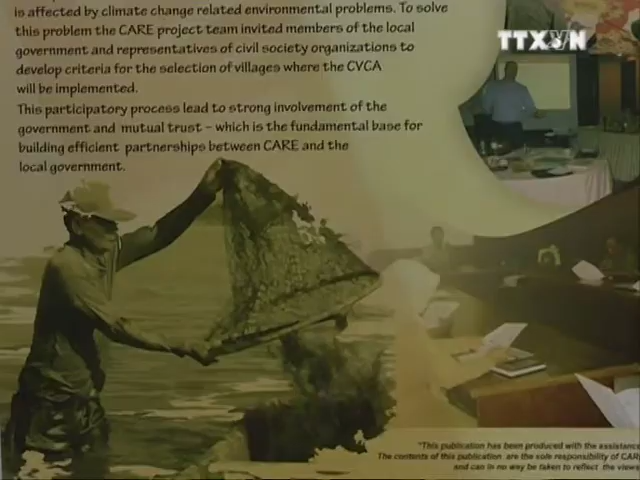 TTXVN
is affected by climate change related environmental problems. To solve
this problem the CARE project team invited members of the local
government and representatives of civil society organizations to
develop criteria for the selection of villages where the CVCA
will be implemented.
This participatory process lead to strong involvement of the
government and mutual trust – which is the fundamental base for
building efficient partnerships between CARE and the
local government.
"This publication has been produced with the assistance
The contents of this publication are the sole responsibility of CAR
and can in no way be taken to reflect the views